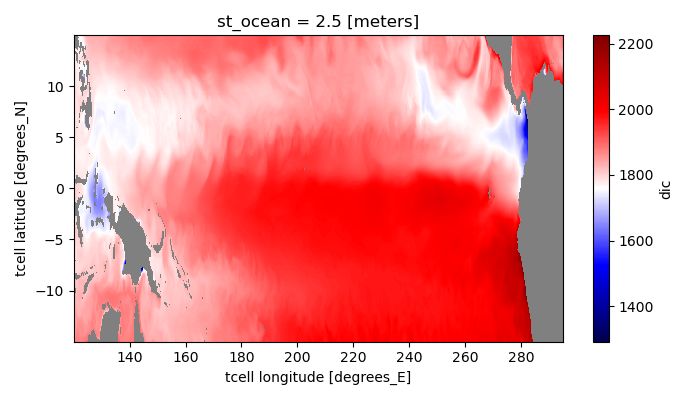 st_ocean = 2.5 [meters]
tcell latitude [degrees_N]
10
5
0
−5
−10
140 160 180 200 220 240 260 280
tcell longitude [degrees_E]
2200
2000
1800
1600
1400
dic